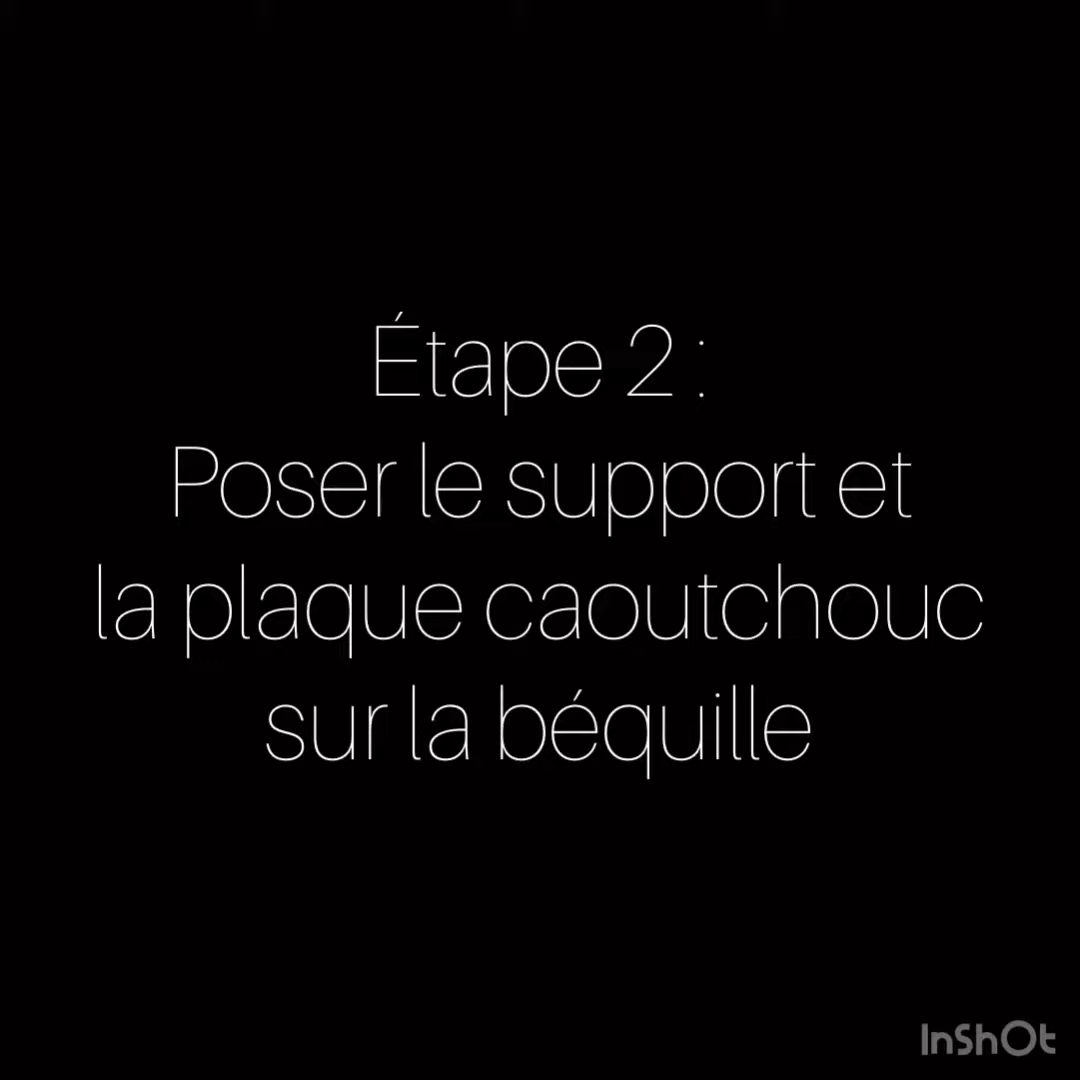 Étape 2 :
Poser le support et
la plaque caoutchouc
sur la béquille
InShOt